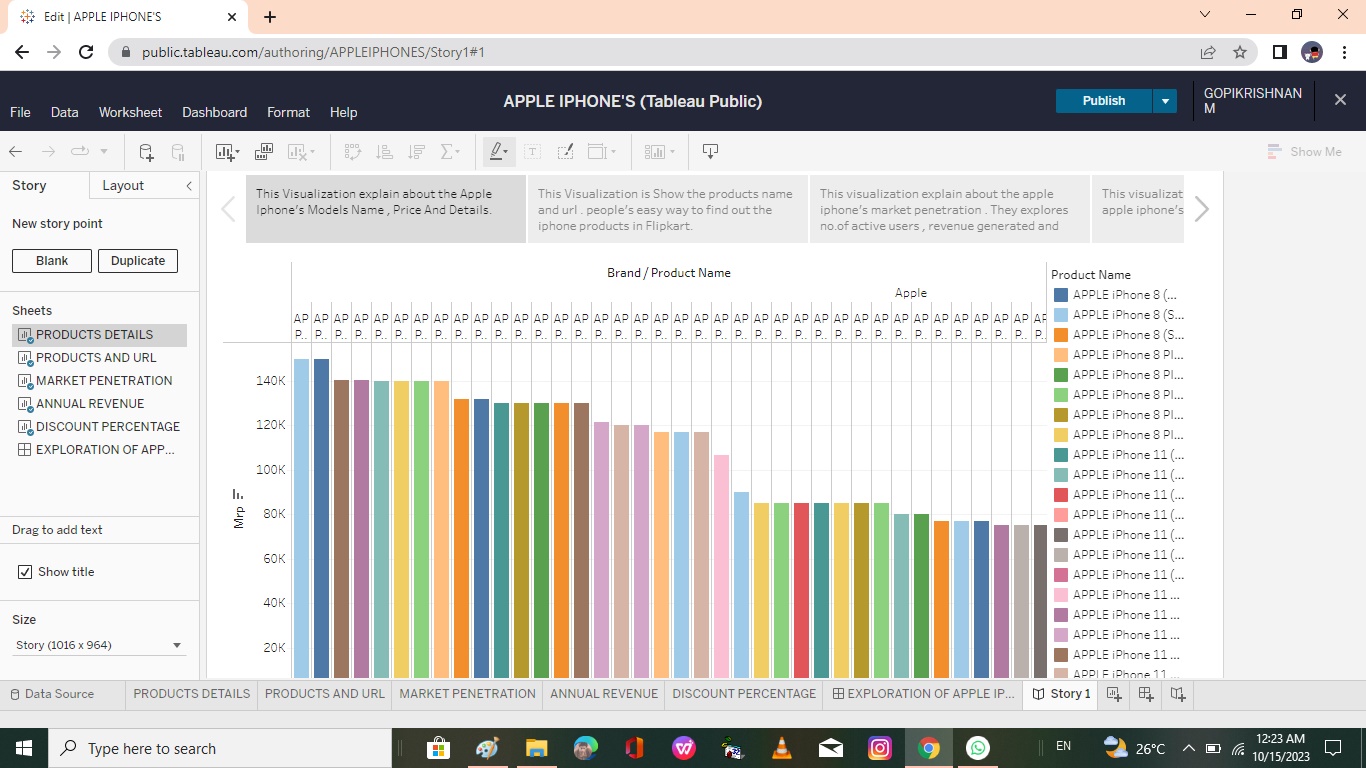 Edit | APPLE IPHONE'S
public.tableau.com/authoring/APPLEIPHONES/Story1#1
File Data Worksheet Dashboard Format Help
APPLE IPHONE'S (Tableau Public)
Publish
GOPIKRISHNAN
M
Show Me
Story Layout
New story point
Blank Duplicate
Sheets
PRODUCTS DETAILS
PRODUCTS AND URL
MARKET PENETRATION
ANNUAL REVENUE
DISCOUNT PERCENTAGE
EXPLORATION OF APP...
Drag to add text
Show title
Size
Story (1016 x 964)
This Visualization explain about the Apple
Iphone's Models Name , Price And Details.
This Visualization is Show the products name
and url . people's easy way to find out the
iphone products in Flipkart.
This visualization explain about the apple
iphone's market penetration . They explores
no.of active users , revenue generated and
This visualizat
apple iphone's
Brand / Product Name
Apple
AP AP AP AP AP AP AP AP AP AP AP AP AP AP AP AP AP AP AP AP AP AP AP AP AP AP AP AP AP AP AP AP AP AP AP AP AP AP
P... P... P... P... P... P... P... P... P... P... P... P... P... P... P... P... P... P... P... P... P... P... P... P... P... P... P... P... P... P... P... P... P... P... P... P... P... P...
Mrp
140K
120K
100K
80K
60K
40K
20K
Product Name
APPLE iPhone 8 (...
APPLE iPhone 8 (S...
APPLE iPhone 8 (S...
APPLE iPhone 8 Pl...
APPLE iPhone 8 Pl...
APPLE iPhone 8 Pl...
APPLE iPhone 8 Pl...
APPLE iPhone 8 Pl...
APPLE iPhone 11 (...
APPLE iPhone 11 (...
APPLE iPhone 11 (...
APPLE iPhone 11 (...
APPLE iPhone 11 (...
APPLE iPhone 11 (...
APPLE iPhone 11 (...
APPLE iPhone 11 ...
APPLE iPhone 11 ...
APPLE iPhone 11 ...
APPLE iPhone 11 ...
APPLE iPhone 11 ...
Data Source PRODUCTS DETAILS PRODUCTS AND URL MARKET PENETRATION ANNUAL REVENUE DISCOUNT PERCENTAGE EXPLORATION OF APPLE IP... Story 1
Type here to search
EN
26°C
12:23 AM
10/15/2023